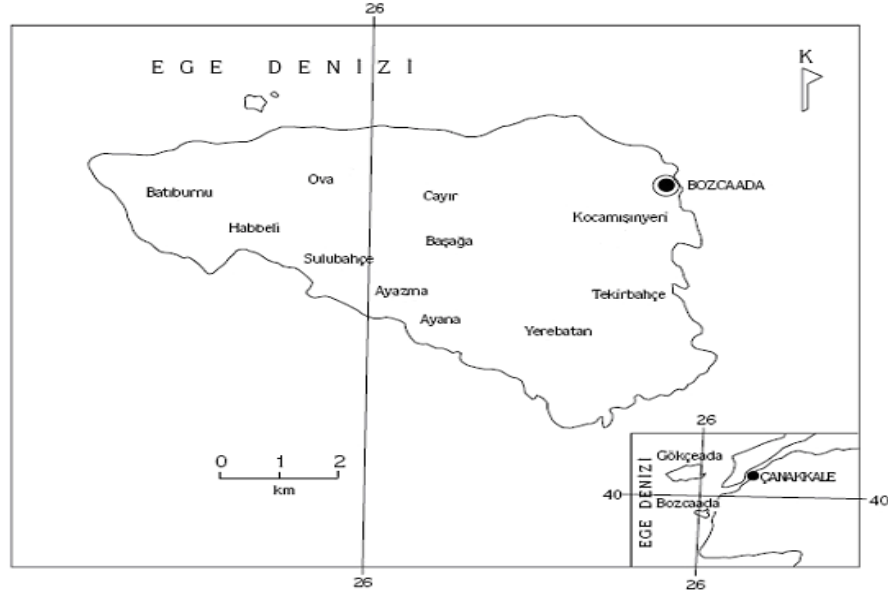 26
EGE DENİZİ
K
BOZCAADA
Ova
Batıburnu
Cayır
Kocamışınyeri
Habbeli
Başağa
Sulubahçe
Ayazma
Tekirbahçe
Ayana
Yerebatan
0 1 2
km
26
26
Gökçeada
ÇANAKKALE
40
40
Bozcaada
EGE DENİZİ
26